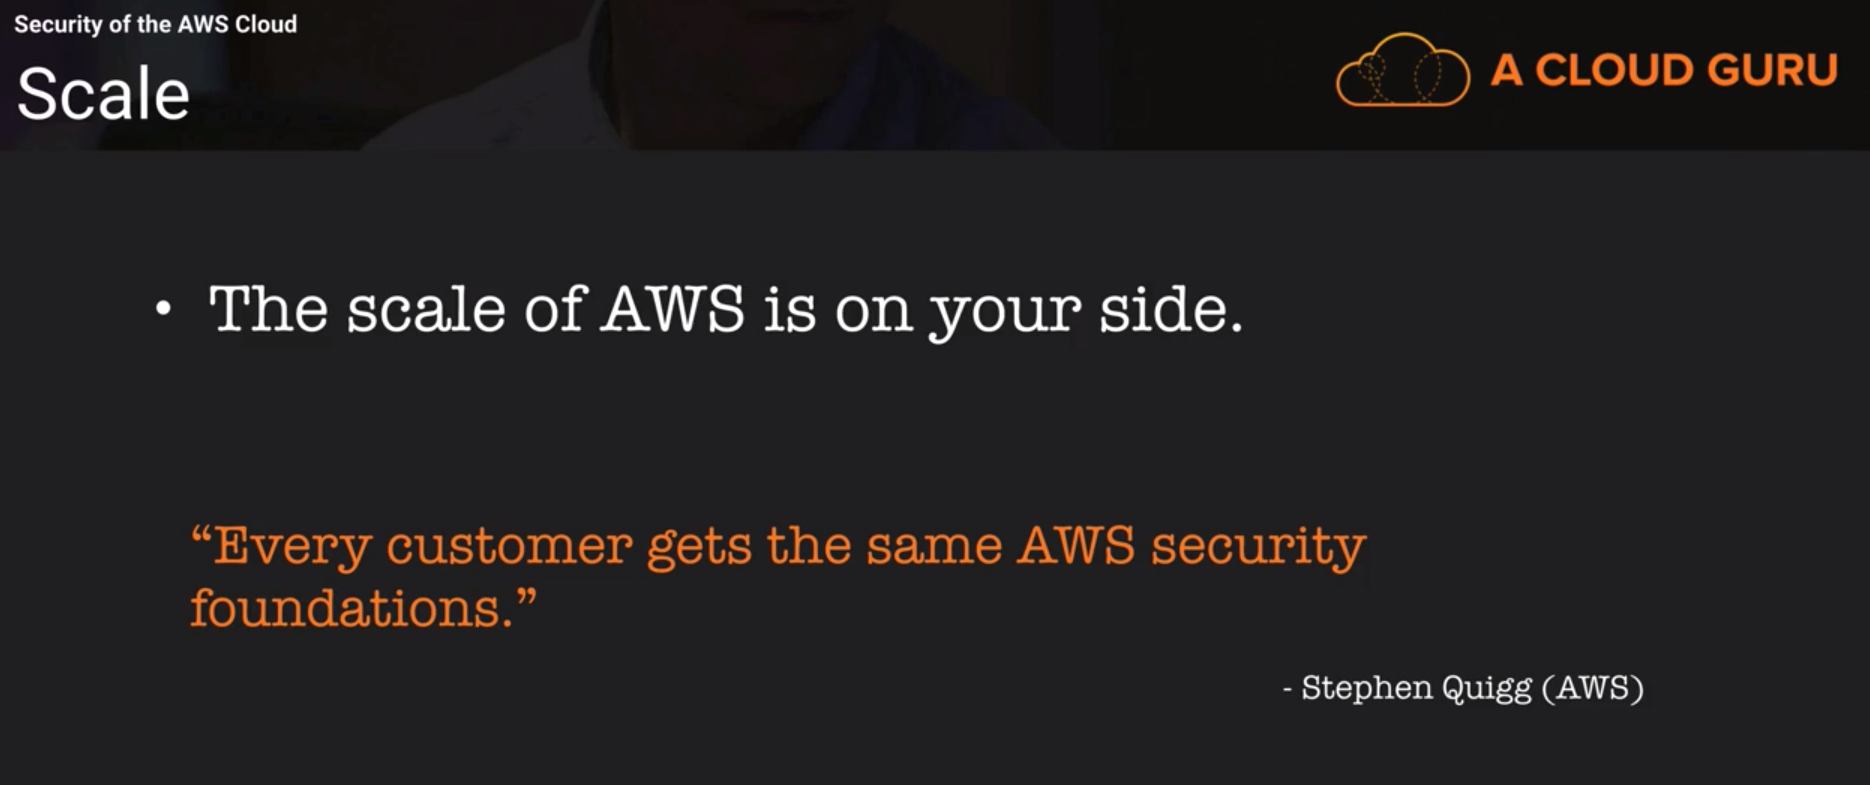 Security of the AWS Cloud
Scale
A CLOUD GURU
• The scale of AWS is on your side.
“Every customer gets the same AWS security
foundations.”
- Stephen Quigg (AWS)